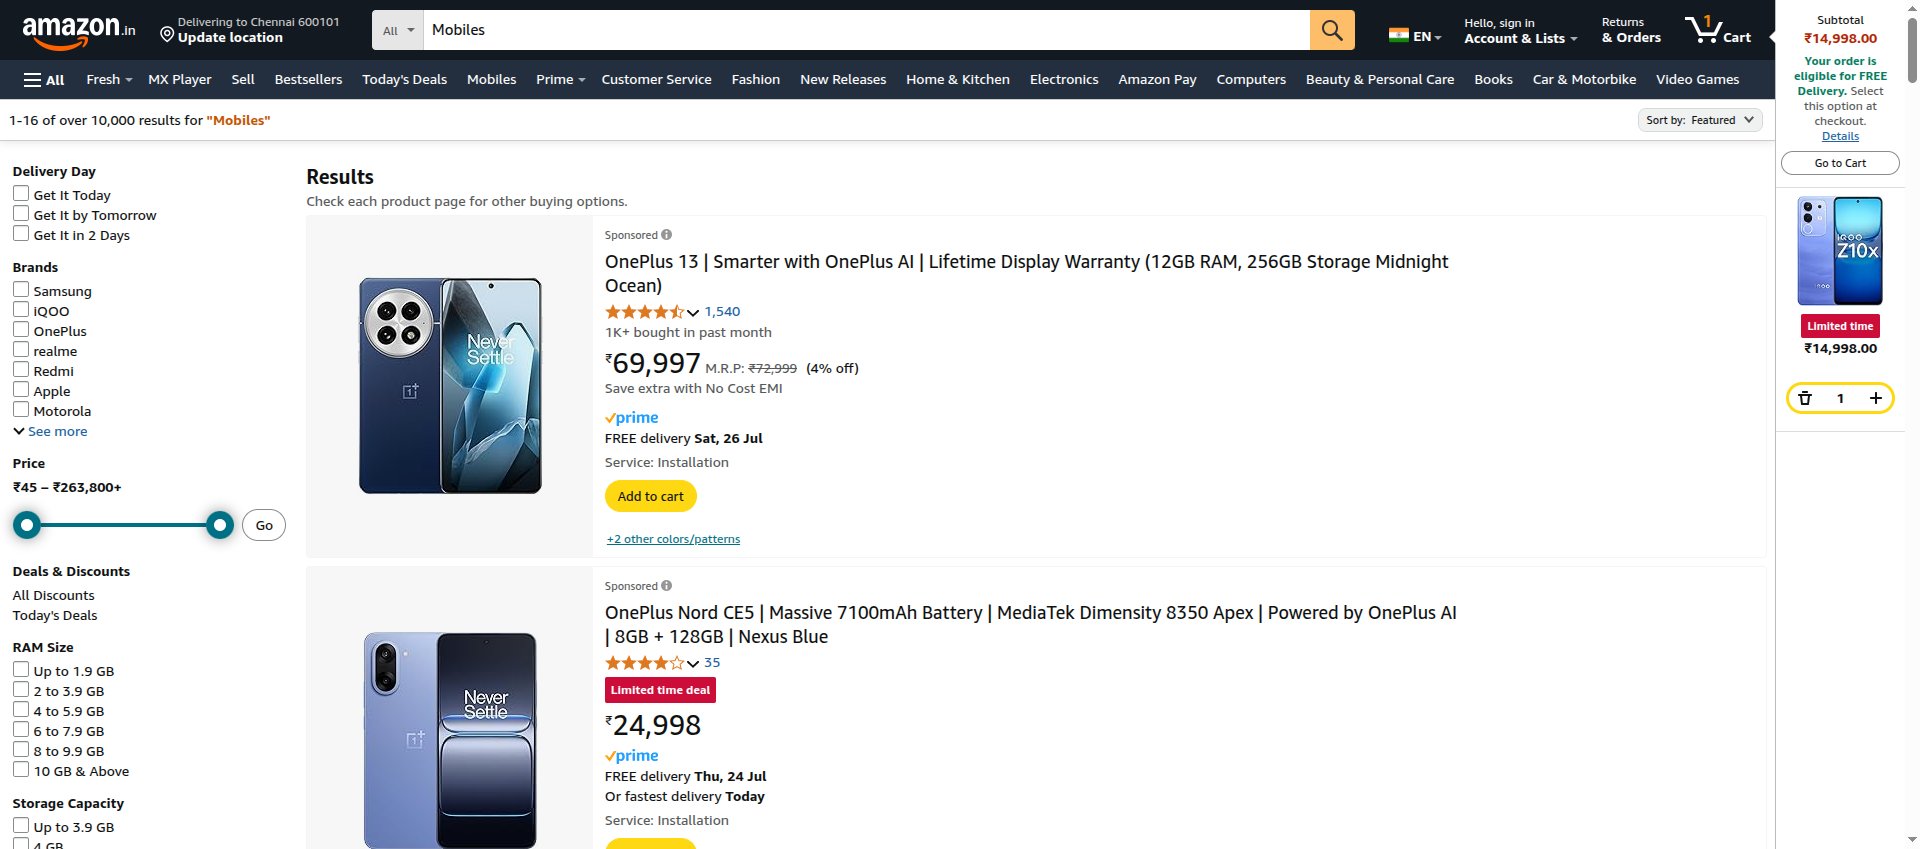 amazon.in
Delivering to Chennai 600101
Update location
All
Mobiles
EN
Hello, sign in
Account & Lists
Returns
& Orders
1
Cart
All
Fresh
MX Player
Sell
Bestsellers
Today's Deals
Mobiles
Prime
Customer Service
Fashion
New Releases
Home & Kitchen
Electronics
Amazon Pay
Computers
Beauty & Personal Care
Books
Car & Motorbike
Video Games
1-16 of over 10,000 results for "Mobiles"
Sort by: Featured
Delivery Day
Get It Today
Get It by Tomorrow
Get It in 2 Days
Brands
Samsung
iQOO
OnePlus
realme
Redmi
Apple
Motorola
See more
Price
₹45 – ₹263,800+
Go
Deals & Discounts
All Discounts
Today's Deals
RAM Size
Up to 1.9 GB
2 to 3.9 GB
4 to 5.9 GB
6 to 7.9 GB
8 to 9.9 GB
10 GB & Above
Storage Capacity
Up to 3.9 GB
4 GB
Results
Check each product page for other buying options.
Never
Settle
Sponsored
OnePlus 13 | Smarter with OnePlus AI | Lifetime Display Warranty (12GB RAM, 256GB Storage Midnight
Ocean)
1,540
1K+ bought in past month
₹69,997 M.R.P: ₹72,999 (4% off)
Save extra with No Cost EMI
prime
FREE delivery Sat, 26 Jul
Service: Installation
Add to cart
+2 other colors/patterns
Never
Settle
Sponsored
OnePlus Nord CE5 | Massive 7100mAh Battery | MediaTek Dimensity 8350 Apex | Powered by OnePlus AI
| 8GB + 128GB | Nexus Blue
35
Limited time deal
₹24,998
prime
FREE delivery Thu, 24 Jul
Or fastest delivery Today
Service: Installation
Subtotal
₹14,998.00
Your order is
eligible for FREE
Delivery. Select
this option at
checkout.
Details
Go to Cart
iQOO
Z10x
iQOO
Limited time
₹14,998.00
1